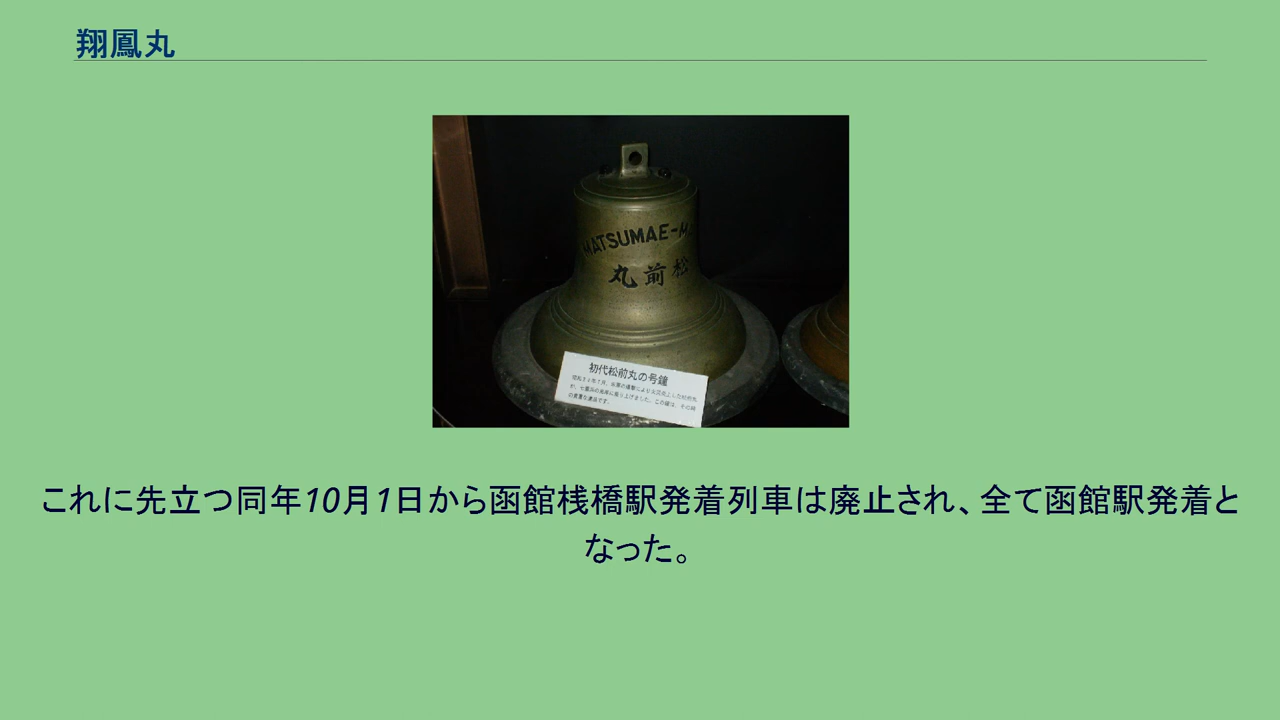 翔鳳丸
MATSUMAE-M
丸前松
初代松前丸の号鐘
これに先立つ同年10月1日から函館桟橋駅発着列車は廃止され、全て函館駅発着と
なった。